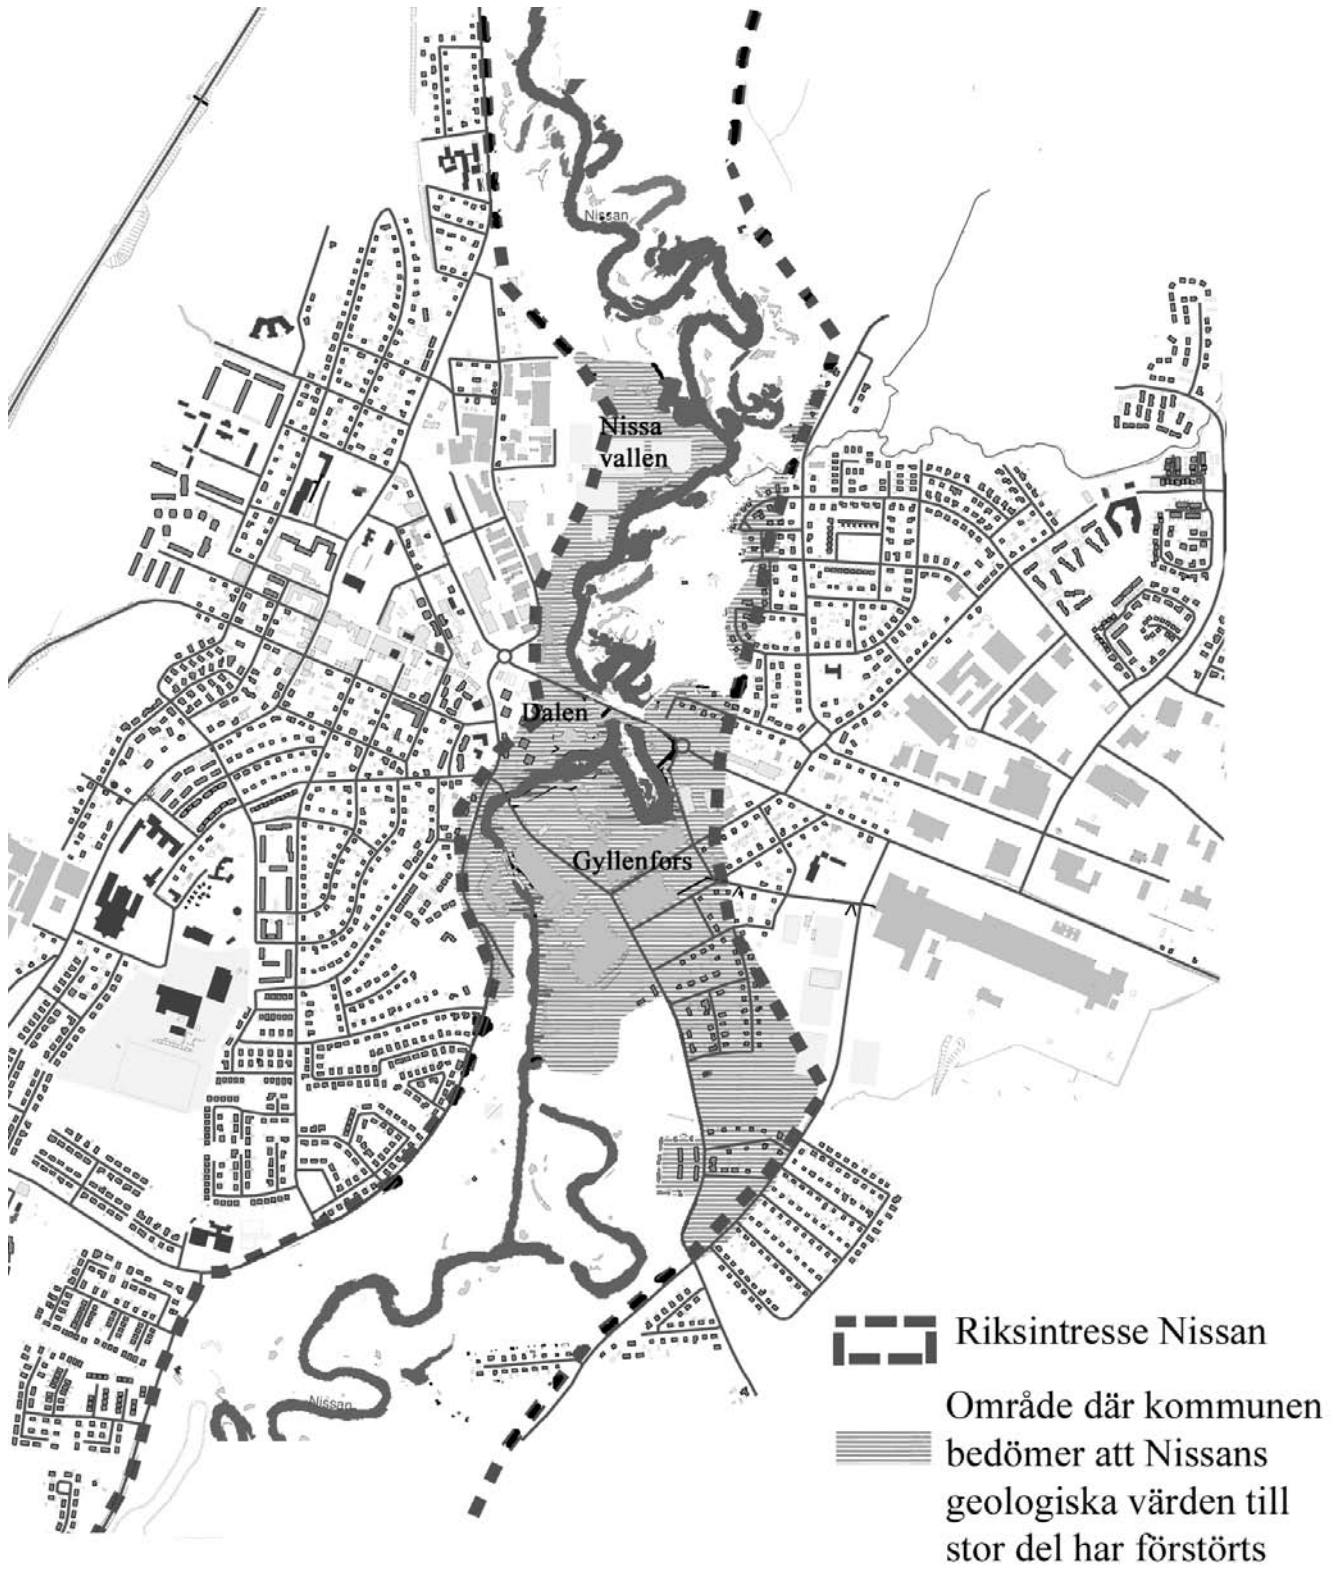 Nissan
Nissa
vallen
Dalen
Gyllenfors
Nissan
Riksintresse Nissan
Område där kommunen
bedömer att Nissans
geologiska värden till
stor del har förstörts